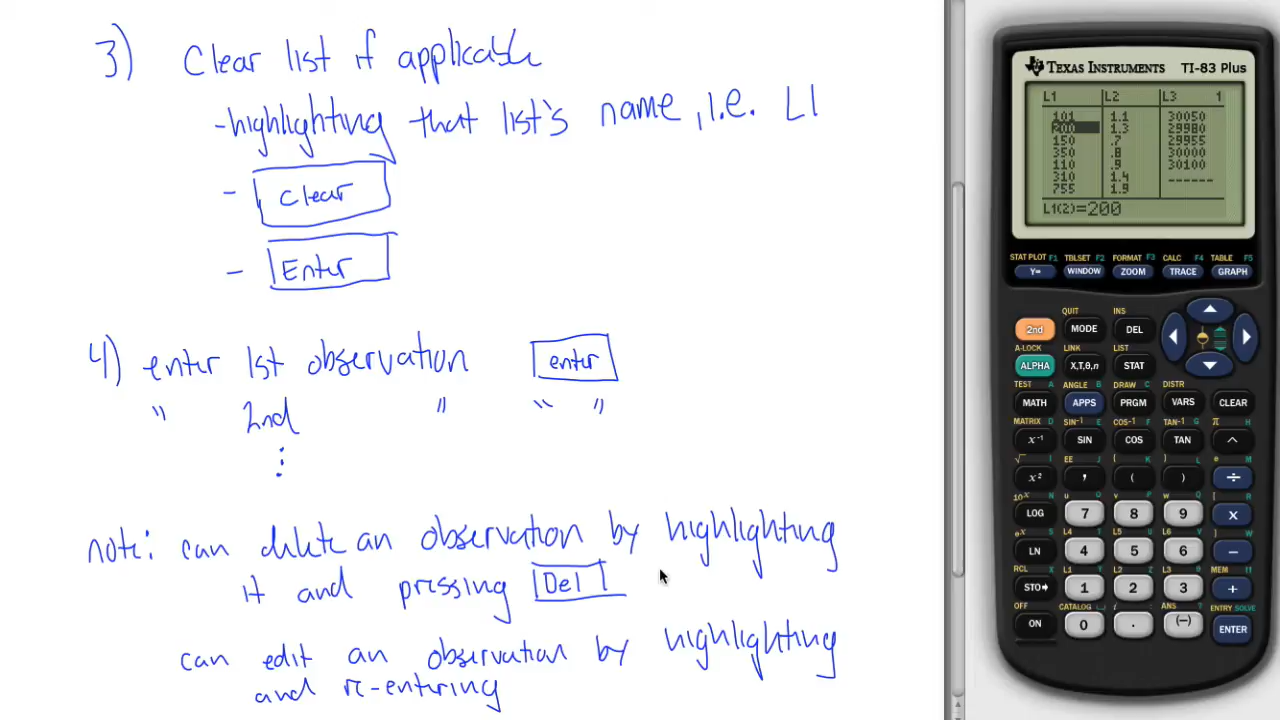 3) Clear list if applicable
-highlighting that list's name, i.e. L1
- Clear
- Enter
4) enter 1st observation enter
" 2nd " " "
⋮
note: can delete an observation by highlighting
it and pressing Del
can edit an observation by highlighting
and re-entering
TEXAS INSTRUMENTS TI-83 Plus
L1 L2 L3 1
101 1.1 30050
200 1.3 29980
150 .7 29955
350 .8 30000
110 .9 30100
310 1.4 ------
755 1.9
L1(2)=200
STAT PLOT F1 TBLSET F2 FORMAT F3 CALC F4 TABLE F5
Y= WINDOW ZOOM TRACE GRAPH
QUIT INS
2nd MODE DEL
A-LOCK LINK LIST
ALPHA X,T,θ,n STAT
TEST A ANGLE B DRAW C DISTR
MATH APPS PRGM VARS CLEAR
MATRIX D SIN⁻¹ E COS⁻¹ F TAN⁻¹ G π H
x⁻¹ SIN COS TAN ^
√ I EE J { K } L e M
x² , ( ) ÷
10ˣ N u O v P w Q [ R
LOG 7 8 9 x
eˣ S L4 T L5 U L6 V ] W
LN 4 5 6 −
RCL X L1 Y L2 Z L3 θ MEM "
STO➔ 1 2 3 +
OFF CATALOG i : ANS ? ENTRY SOLVE
ON 0 . (−) ENTER